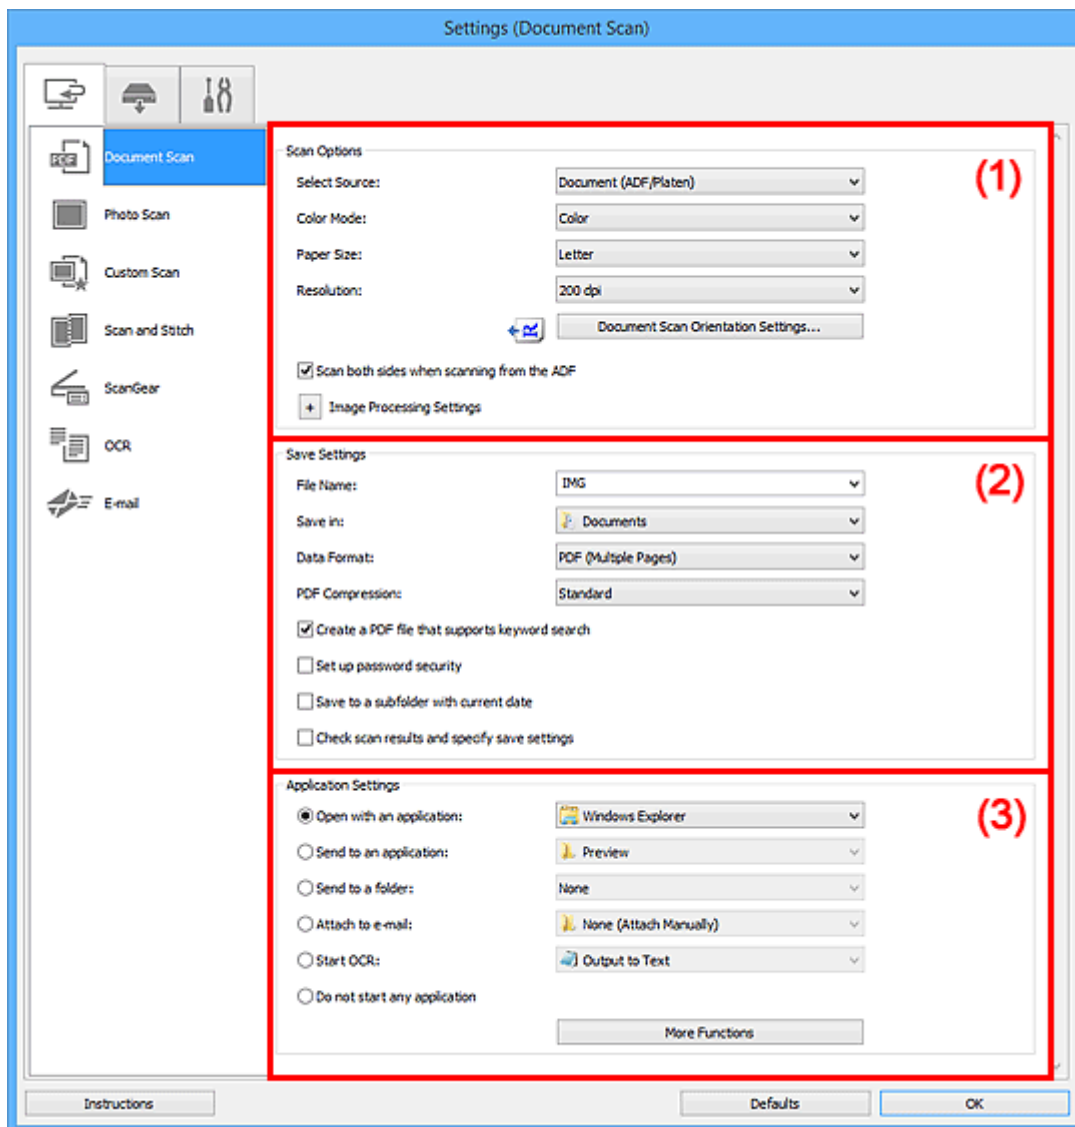 Settings (Document Scan)
PDF
Document Scan
Photo Scan
Custom Scan
Scan and Stitch
ScanGear
OCR
E-mail
Scan Options
(1)
Select Source: Document (ADF/Platen)
Color Mode: Color
Paper Size: Letter
Resolution: 200 dpi
R Document Scan Orientation Settings...
Scan both sides when scanning from the ADF
+ Image Processing Settings
Save Settings
(2)
File Name: IMG
Save in: Documents
Data Format: PDF (Multiple Pages)
PDF Compression: Standard
Create a PDF file that supports keyword search
Set up password security
Save to a subfolder with current date
Check scan results and specify save settings
Application Settings
(3)
Open with an application: Windows Explorer
Send to an application: Preview
Send to a folder: None
Attach to e-mail: None (Attach Manually)
Start OCR: Output to Text
Do not start any application
More Functions
Instructions Defaults OK